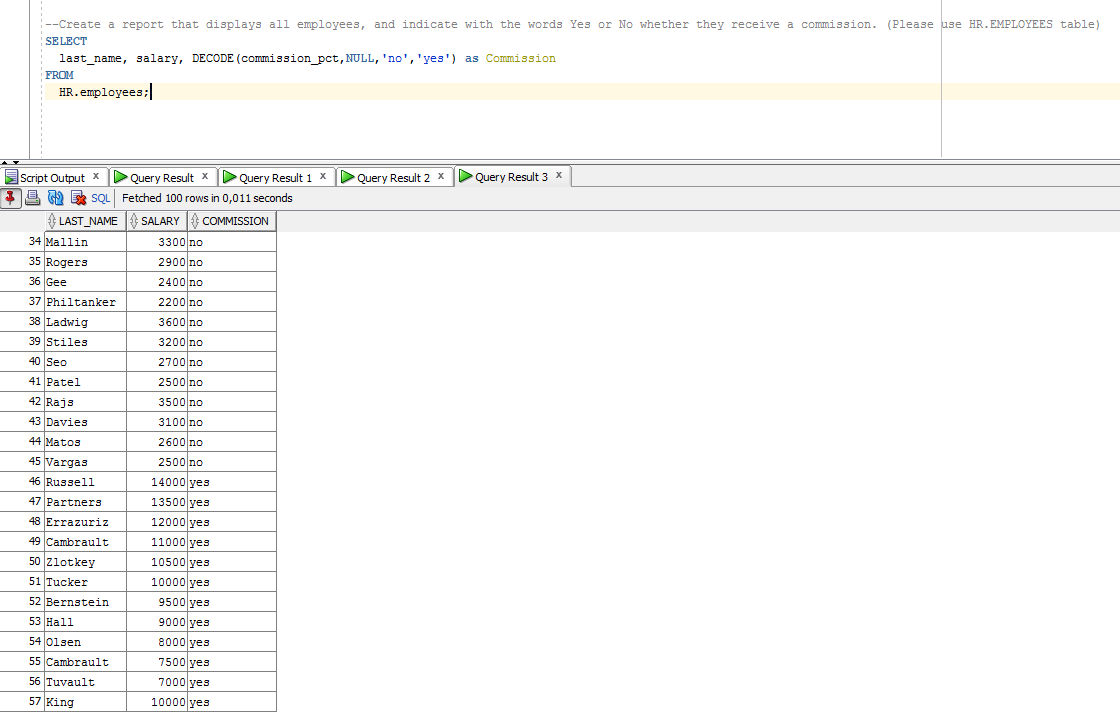 --Create a report that displays all employees, and indicate with the words Yes or No whether they receive a commission. (Please use HR.EMPLOYEES table)
SELECT
last_name, salary, DECODE(commission_pct,NULL,'no','yes') as Commission
FROM
HR.employees;
Script Output x Query Result x Query Result 1 x Query Result 2 x Query Result 3 x
SQL Fetched 100 rows in 0,011 seconds
LAST_NAME SALARY COMMISSION
34 Mallin 3300 no
35 Rogers 2900 no
36 Gee 2400 no
37 Philtanker 2200 no
38 Ladwig 3600 no
39 Stiles 3200 no
40 Seo 2700 no
41 Patel 2500 no
42 Rajs 3500 no
43 Davies 3100 no
44 Matos 2600 no
45 Vargas 2500 no
46 Russell 14000 yes
47 Partners 13500 yes
48 Errazuriz 12000 yes
49 Cambrault 11000 yes
50 Zlotkey 10500 yes
51 Tucker 10000 yes
52 Bernstein 9500 yes
53 Hall 9000 yes
54 Olsen 8000 yes
55 Cambrault 7500 yes
56 Tuvault 7000 yes
57 King 10000 yes